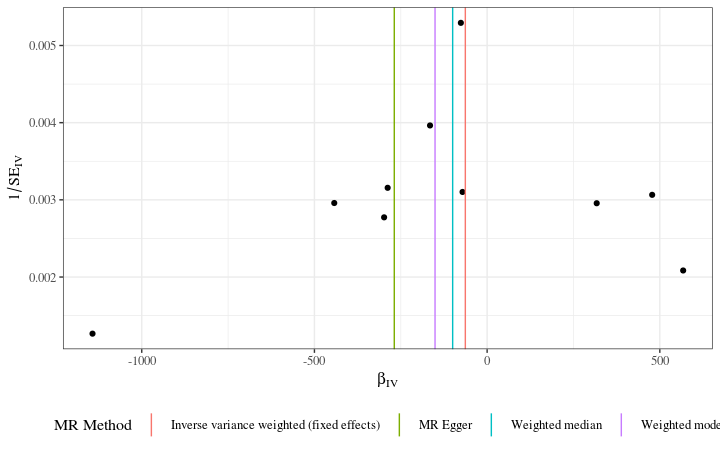 0.005
0.004
0.003
0.002
1/SE_IV
-1000 -500 0 500
β_IV
MR Method Inverse variance weighted (fixed effects) MR Egger Weighted median Weighted mode